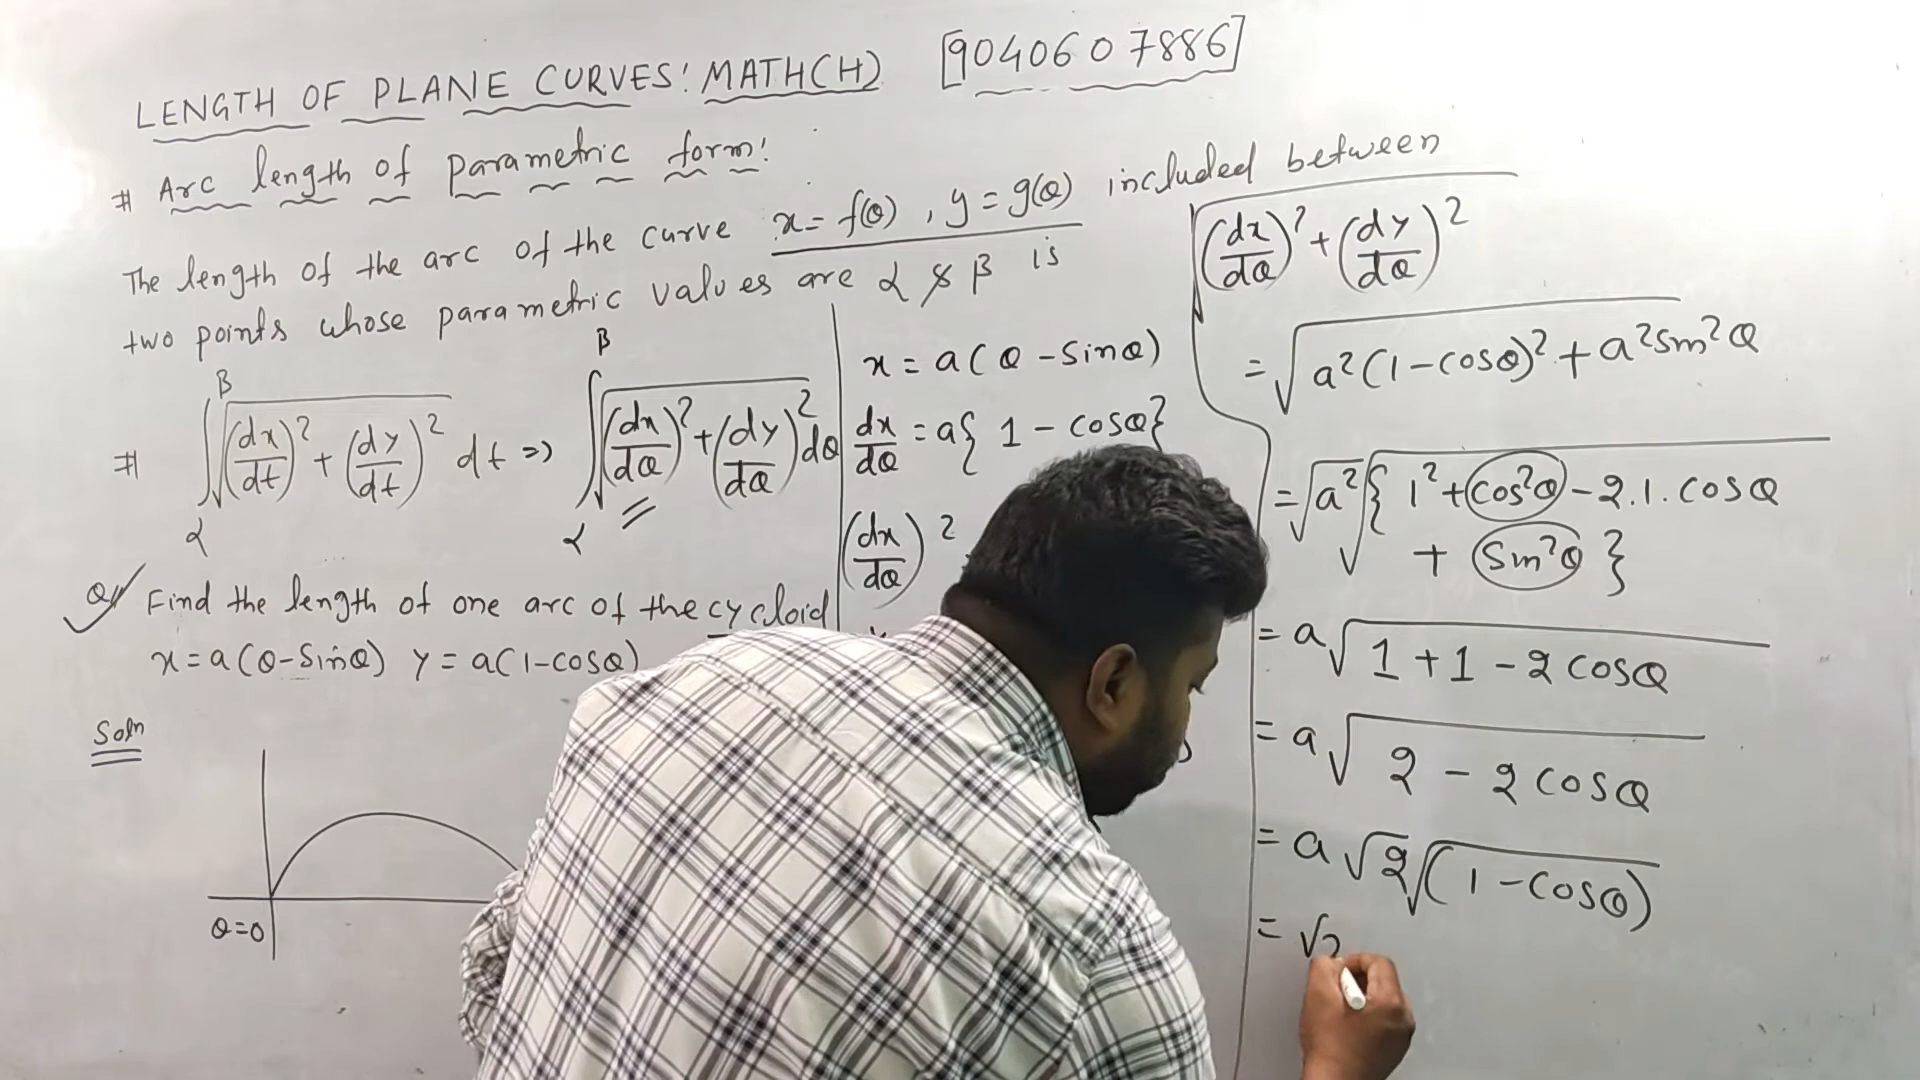 LENGTH OF PLANE CURVES: MATH(H) [9040607886]
# Arc length of parametric form:
The length of the arc of the curve x = f(θ), y = g(θ) included between
two points whose parametric values are α & β is
# ∫_α^β √((dx/dt)² + (dy/dt)²) dt => ∫_α^β √((dx/dθ)² + (dy/dθ)²) dθ
Q// Find the length of one arc of the cycloid
x = a(θ - Sinθ) y = a(1 - cosθ)
Soln
θ=0
x = a(θ - Sinθ)
dx/dθ = a{ 1 - cosθ}
(dx/dθ)²
√((dx/dθ)² + (dy/dθ)²)
= √(a²(1 - cosθ)² + a²sin²θ)
= √a² √{ 1² + cos²θ - 2.1.cosθ
+ Sin²θ }
= a√(1 + 1 - 2cosθ)
= a√(2 - 2cosθ)
= a√2 √(1 - cosθ)
= √2